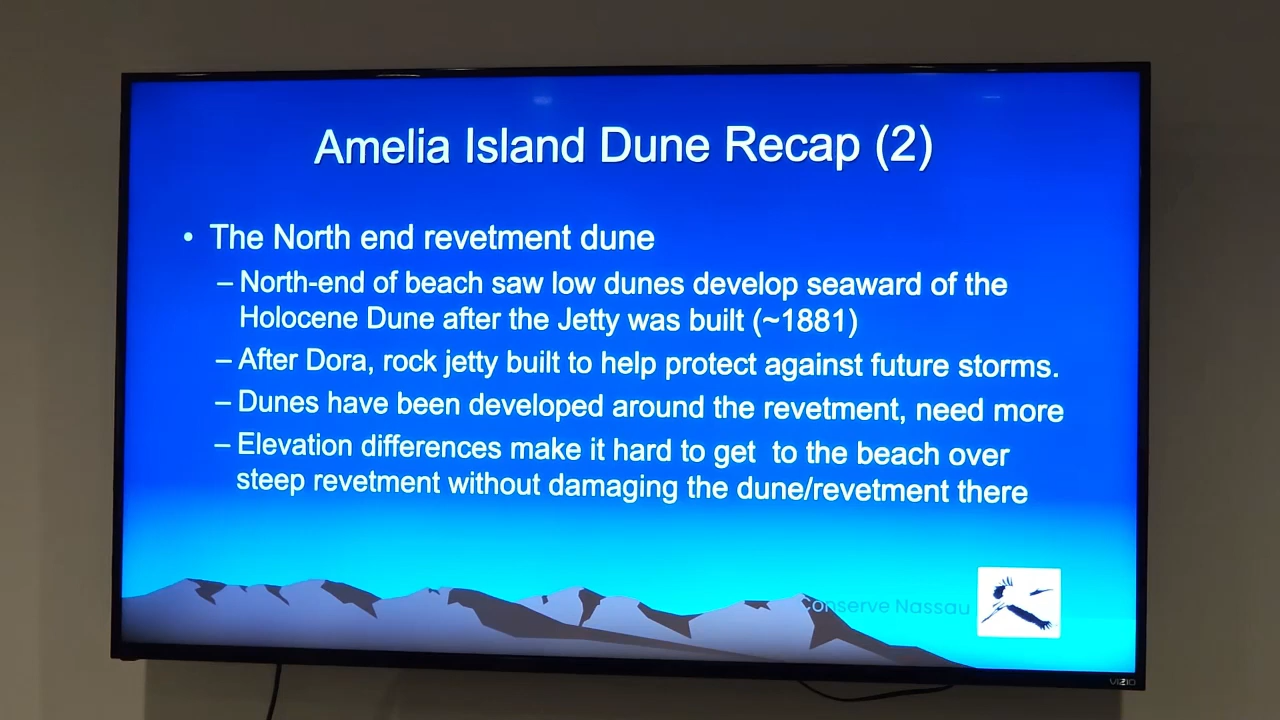 Amelia Island Dune Recap (2)
• The North end revetment dune
– North-end of beach saw low dunes develop seaward of the
Holocene Dune after the Jetty was built (~1881)
– After Dora, rock jetty built to help protect against future storms.
– Dunes have been developed around the revetment, need more
– Elevation differences make it hard to get  to the beach over
steep revetment without damaging the dune/revetment there
Conserve Nassau
VIZIO